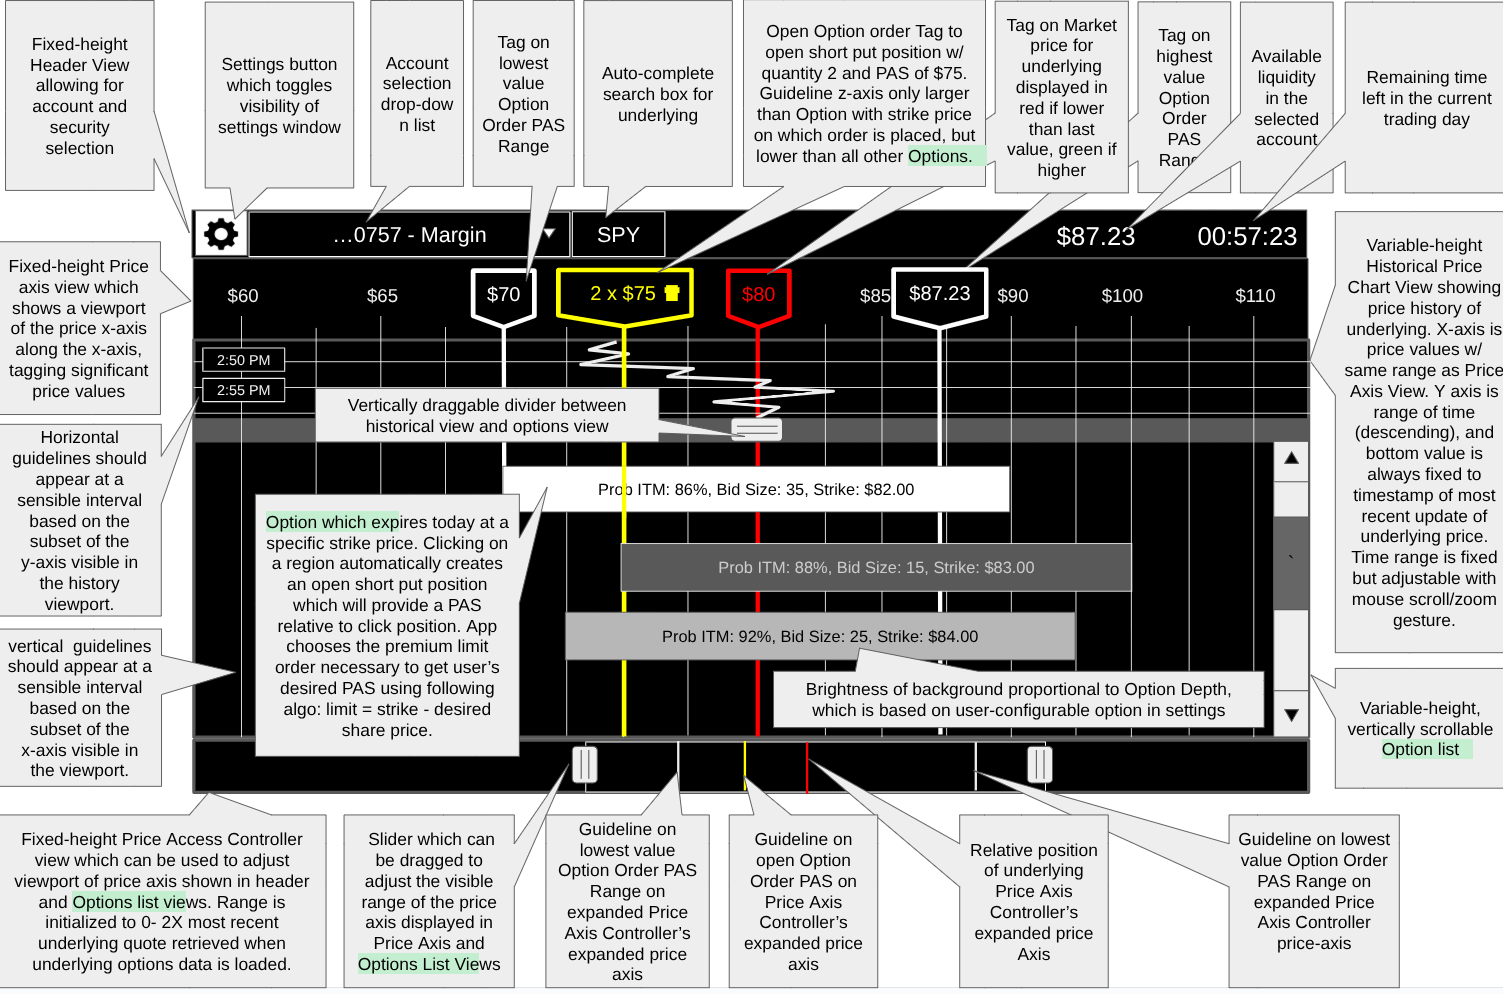 Fixed-height
Header View
allowing for
account and
security
selection
Settings button
which toggles
visibility of
settings window
Account
selection
drop-dow
n list
Tag on
lowest
value
Option
Order PAS
Range
Auto-complete
search box for
underlying
Open Option order Tag to
open short put position w/
quantity 2 and PAS of $75.
Guideline z-axis only larger
than Option with strike price
on which order is placed, but
lower than all other Options.
Tag on Market
price for
underlying
displayed in
red if lower
than last
value, green if
higher
Tag on
highest
value
Option
Order
PAS
Available
liquidity
in the
selected
account
Remaining time
left in the current
trading day
…0757 - Margin
SPY
$87.23
00:57:23
Fixed-height Price
axis view which
shows a viewport
of the price x-axis
along the x-axis,
tagging significant
price values
$60
$65
$70
2 x $75
$80
$85
$87.23
$90
$100
$110
2:50 PM
2:55 PM
Vertically draggable divider between
historical view and options view
Variable-height
Historical Price
Chart View showing
price history of
underlying. X-axis is
price values w/
same range as Price
Axis View. Y axis is
range of time
(descending), and
bottom value is
always fixed to
timestamp of most
recent update of
underlying price.
Time range is fixed
but adjustable with
mouse scroll/zoom
gesture.
Horizontal
guidelines should
appear at a
sensible interval
based on the
subset of the
y-axis visible in
the history
viewport.
Prob ITM: 86%, Bid Size: 35, Strike: $82.00
Prob ITM: 88%, Bid Size: 15, Strike: $83.00
Prob ITM: 92%, Bid Size: 25, Strike: $84.00
Option which expires today at a
specific strike price. Clicking on
a region automatically creates
an open short put position
which will provide a PAS
relative to click position. App
chooses the premium limit
order necessary to get user's
desired PAS using following
algo: limit = strike - desired
share price.
Brightness of background proportional to Option Depth,
which is based on user-configurable option in settings
vertical guidelines
should appear at a
sensible interval
based on the
subset of the
x-axis visible in
the viewport.
Variable-height,
vertically scrollable
Option list
Fixed-height Price Access Controller
view which can be used to adjust
viewport of price axis shown in header
and Options list views. Range is
initialized to 0- 2X most recent
underlying quote retrieved when
underlying options data is loaded.
Slider which can
be dragged to
adjust the visible
range of the price
axis displayed in
Price Axis and
Options List Views
Guideline on
lowest value
Option Order PAS
Range on
expanded Price
Axis Controller's
expanded price
axis
Guideline on
open Option
Order PAS on
Price Axis
Controller's
expanded price
axis
Relative position
of underlying
Price Axis
Controller's
expanded price
Axis
Guideline on lowest
value Option Order
PAS Range on
expanded Price
Axis Controller
price-axis